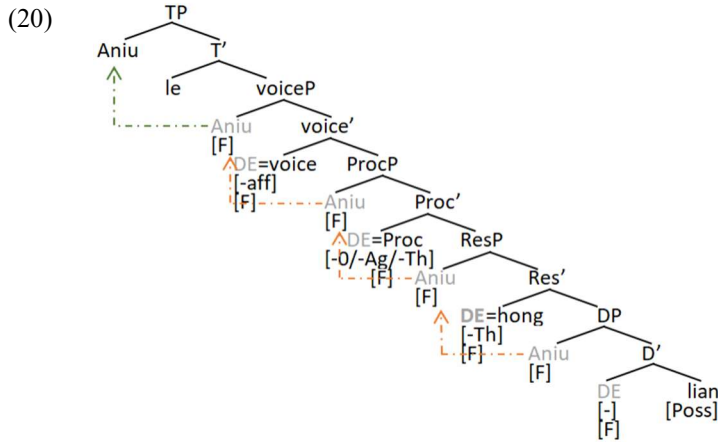 (20)
TP
Aniu T’
le voiceP
Aniu voice’
[F]
DE=voice ProcP
[-aff]
[F]
Aniu Proc’
[F]
DE=Proc ResP
[-0/-Ag/-Th]
[F]
Aniu Res’
[F]
DE=hong DP
[-Th]
[F]
Aniu D’
[F]
DE lian
[-] [Poss]
[F]